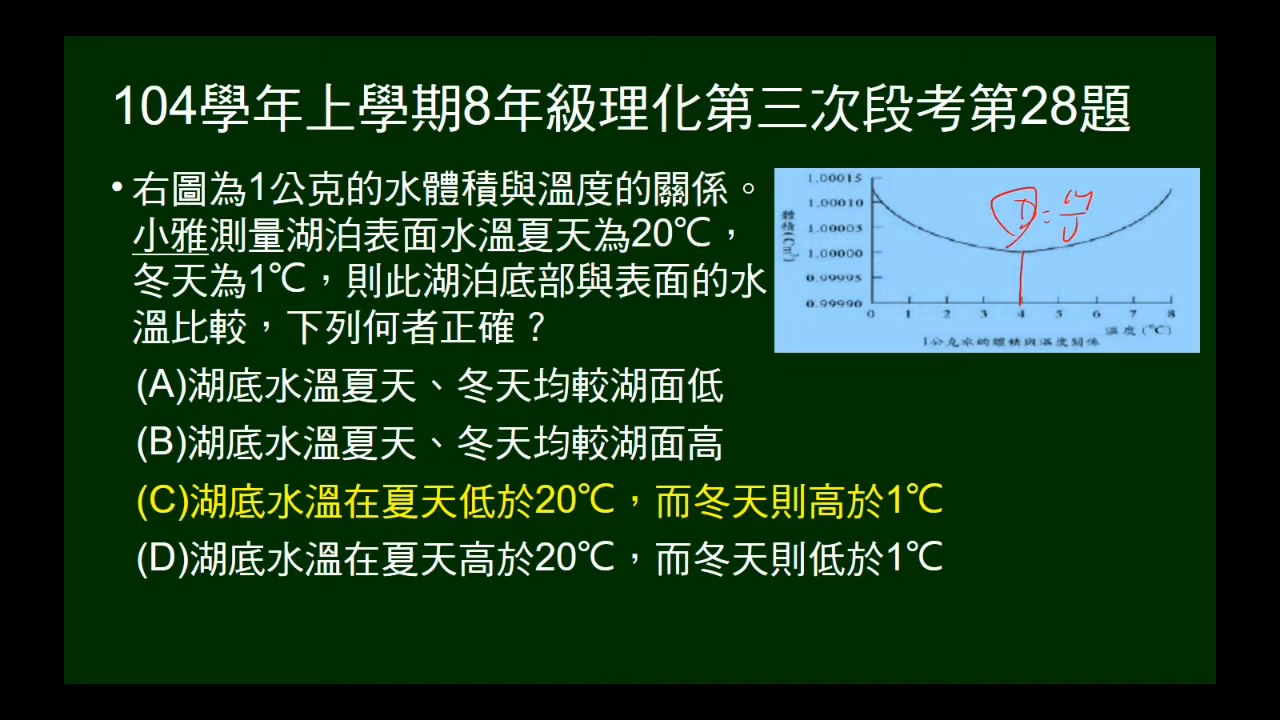 104學年上學期8年級理化第三次段考第28題
• 右圖為1公克的水體積與溫度的關係。
小雅測量湖泊表面水溫夏天為20℃，
冬天為1℃，則此湖泊底部與表面的水
溫比較，下列何者正確？
(A)湖底水溫夏天、冬天均較湖面低
(B)湖底水溫夏天、冬天均較湖面高
(C)湖底水溫在夏天低於20℃，而冬天則高於1℃
(D)湖底水溫在夏天高於20℃，而冬天則低於1℃
體積(Cm³)
1.00015
1.00010
1.00005
1.00000
0.99995
0.99990
0 1 2 3 4 5 6 7 8
溫度(℃)
1公克水的體積與溫度關係
D = M